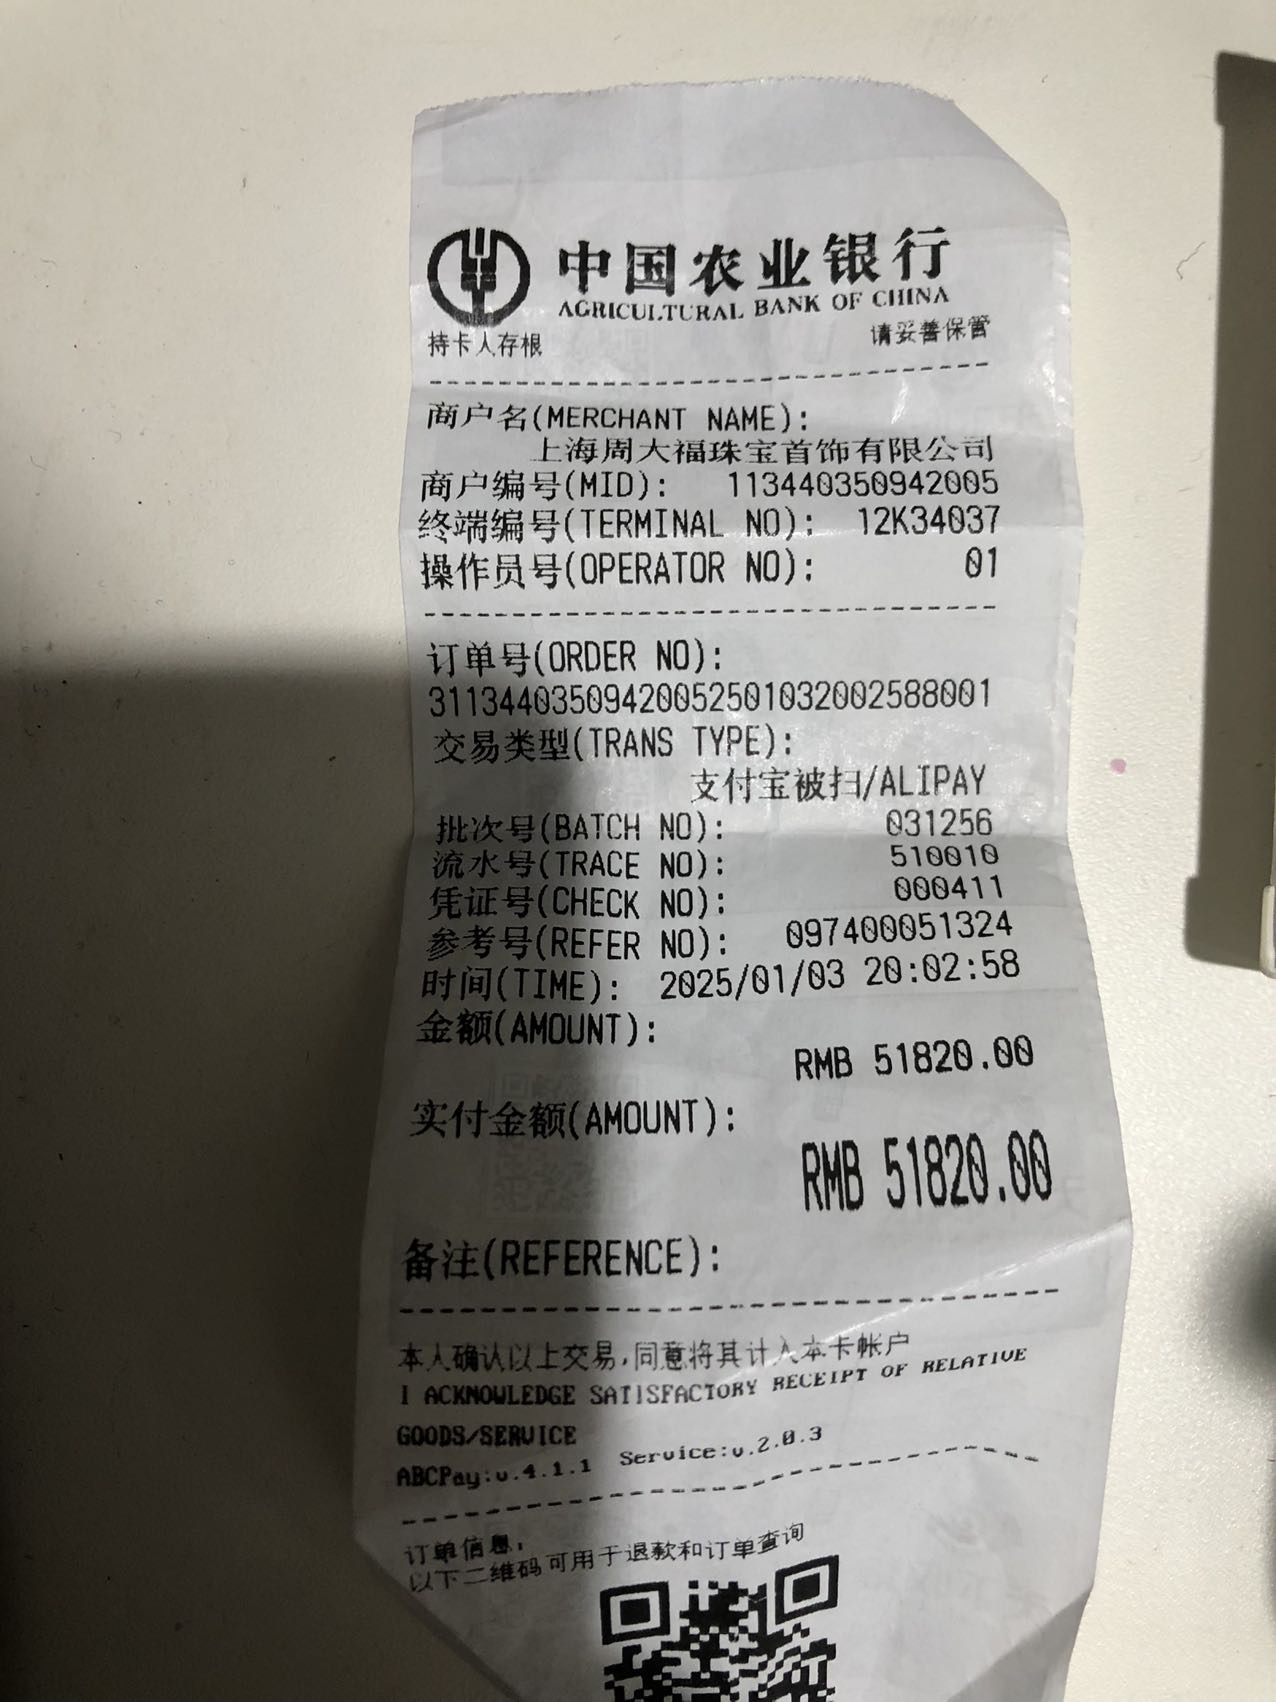 中国农业银行
AGRICULTURAL BANK OF CHINA
持卡人存根 请妥善保管
商户名(MERCHANT NAME):
上海周大福珠宝首饰有限公司
商户编号(MID): 113440350942005
终端编号(TERMINAL NO): 12K34037
操作员号(OPERATOR NO): 01
订单号(ORDER NO):
31134403509420052501032002588001
交易类型(TRANS TYPE):
支付宝被扫/ALIPAY
批次号(BATCH NO): 031256
流水号(TRACE NO): 510010
凭证号(CHECK NO): 000411
参考号(REFER NO): 097400051324
时间(TIME): 2025/01/03 20:02:58
金额(AMOUNT):
RMB 51820.00
实付金额(AMOUNT):
RMB 51820.00
备注(REFERENCE):
本人确认以上交易,同意将其计入本卡帐户
I ACKNOWLEDGE SATISFACTORY RECEIPT OF RELATIVE
GOODS/SERVICE
ABCPay:v.4.1.1 Service:v.2.0.3
订单信息:
以下二维码可用于退款和订单查询